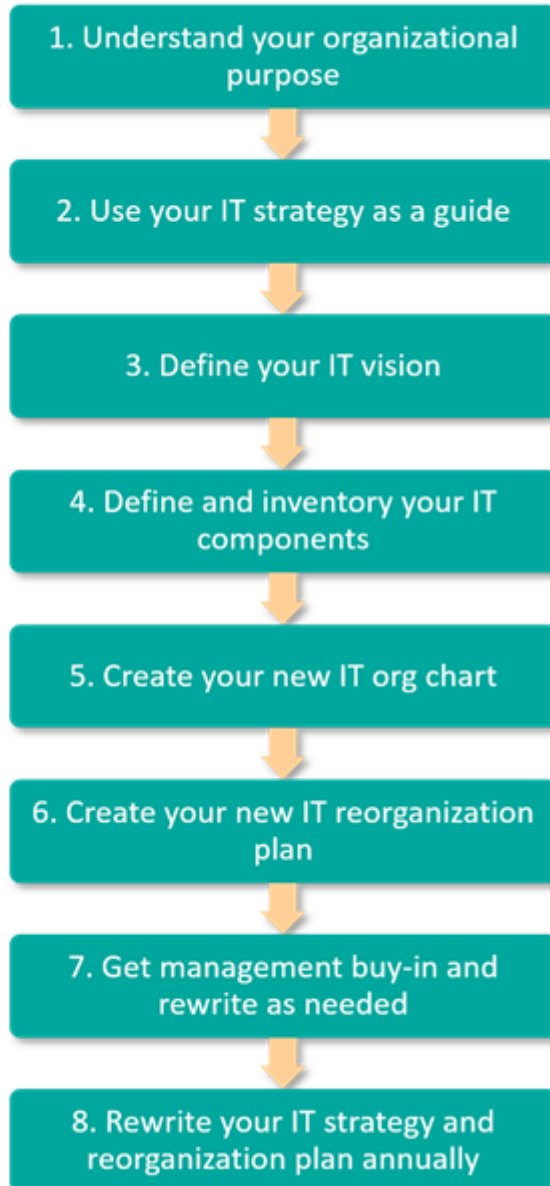 1. Understand your organizational
purpose
2. Use your IT strategy as a guide
3. Define your IT vision
4. Define and inventory your IT
components
5. Create your new IT org chart
6. Create your new IT reorganization
plan
7. Get management buy-in and
rewrite as needed
8. Rewrite your IT strategy and
reorganization plan annually